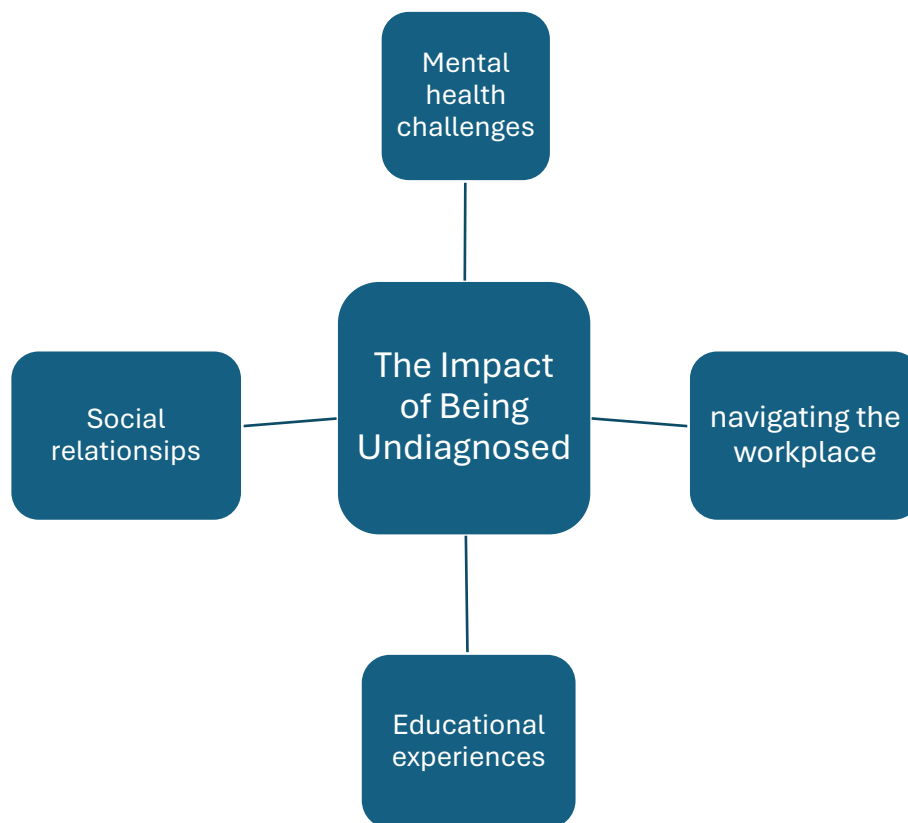 Mental
health
challenges
The Impact
of Being
Undiagnosed
Social
relationsips
navigating the
workplace
Educational
experiences